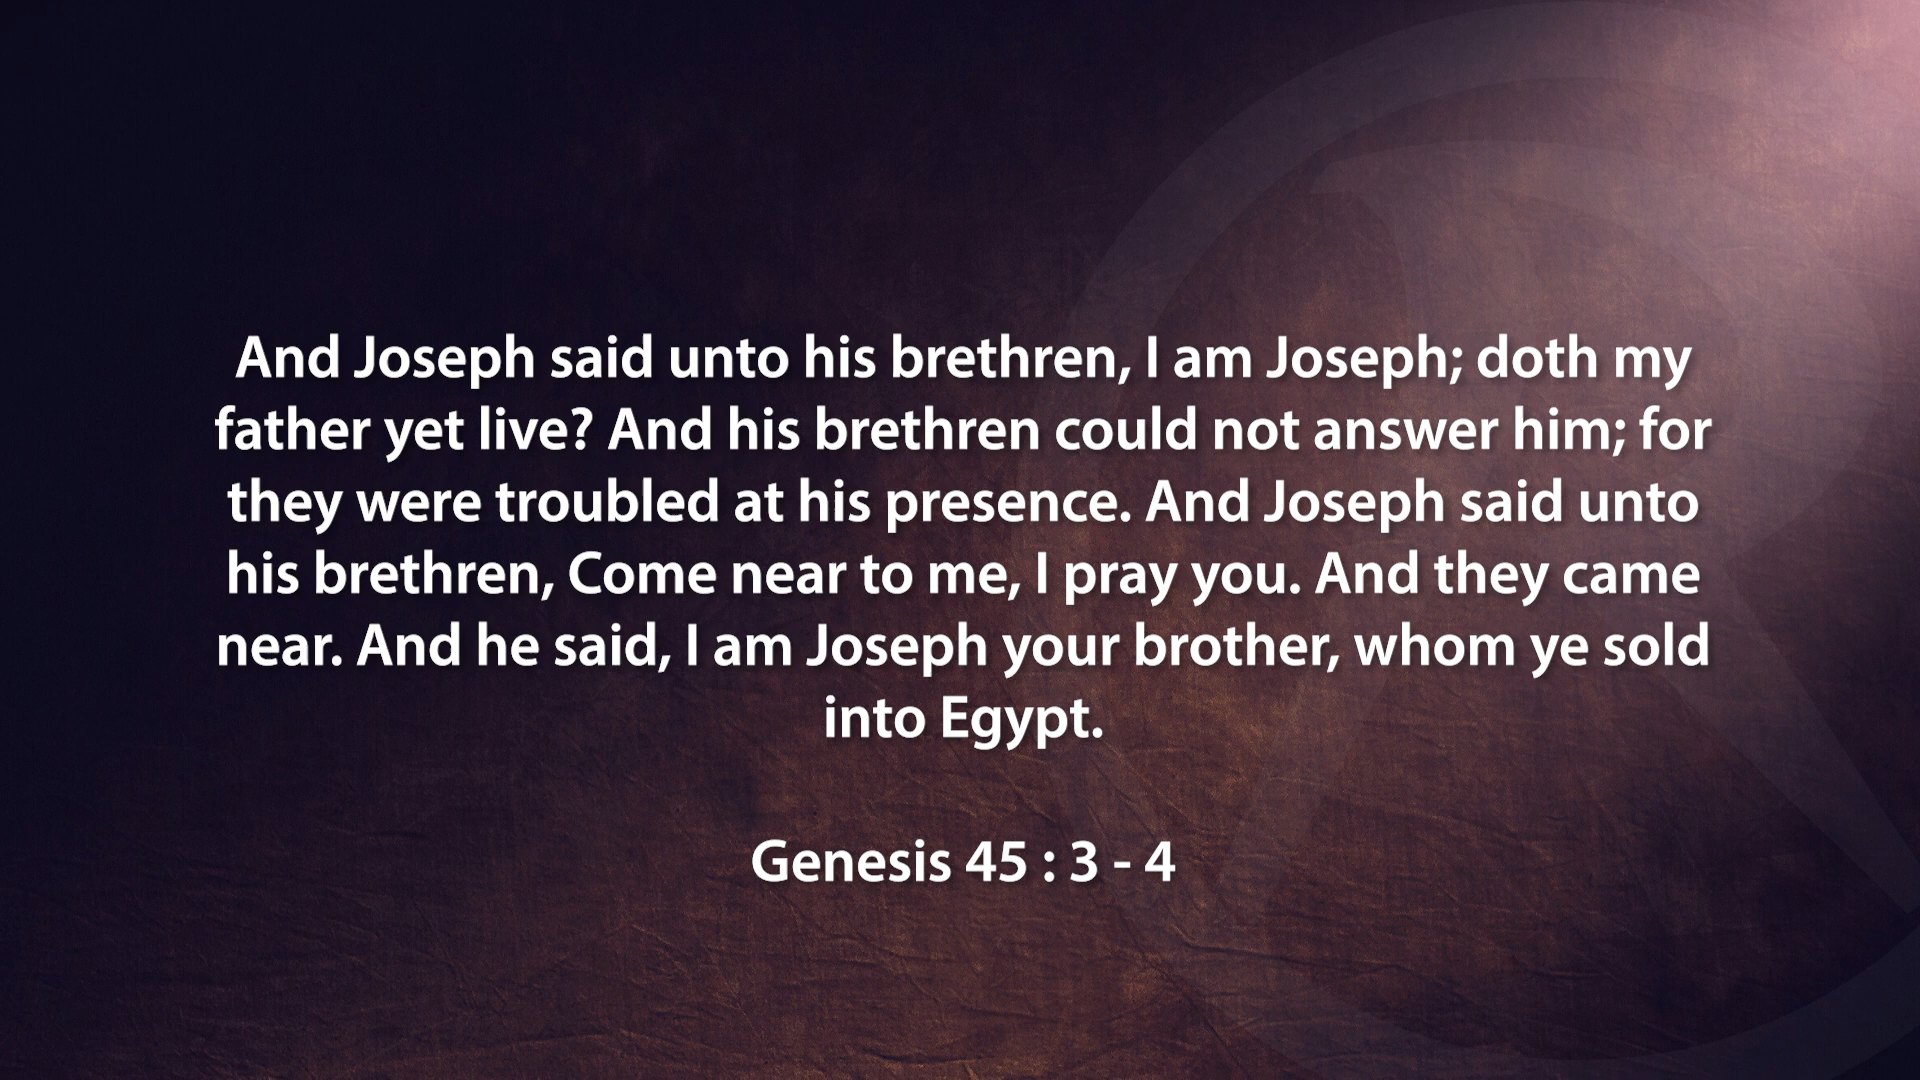 And Joseph said unto his brethren, I am Joseph; doth my
father yet live? And his brethren could not answer him; for
they were troubled at his presence. And Joseph said unto
his brethren, Come near to me, I pray you. And they came
near. And he said, I am Joseph your brother, whom ye sold
into Egypt.
Genesis 45 : 3 - 4